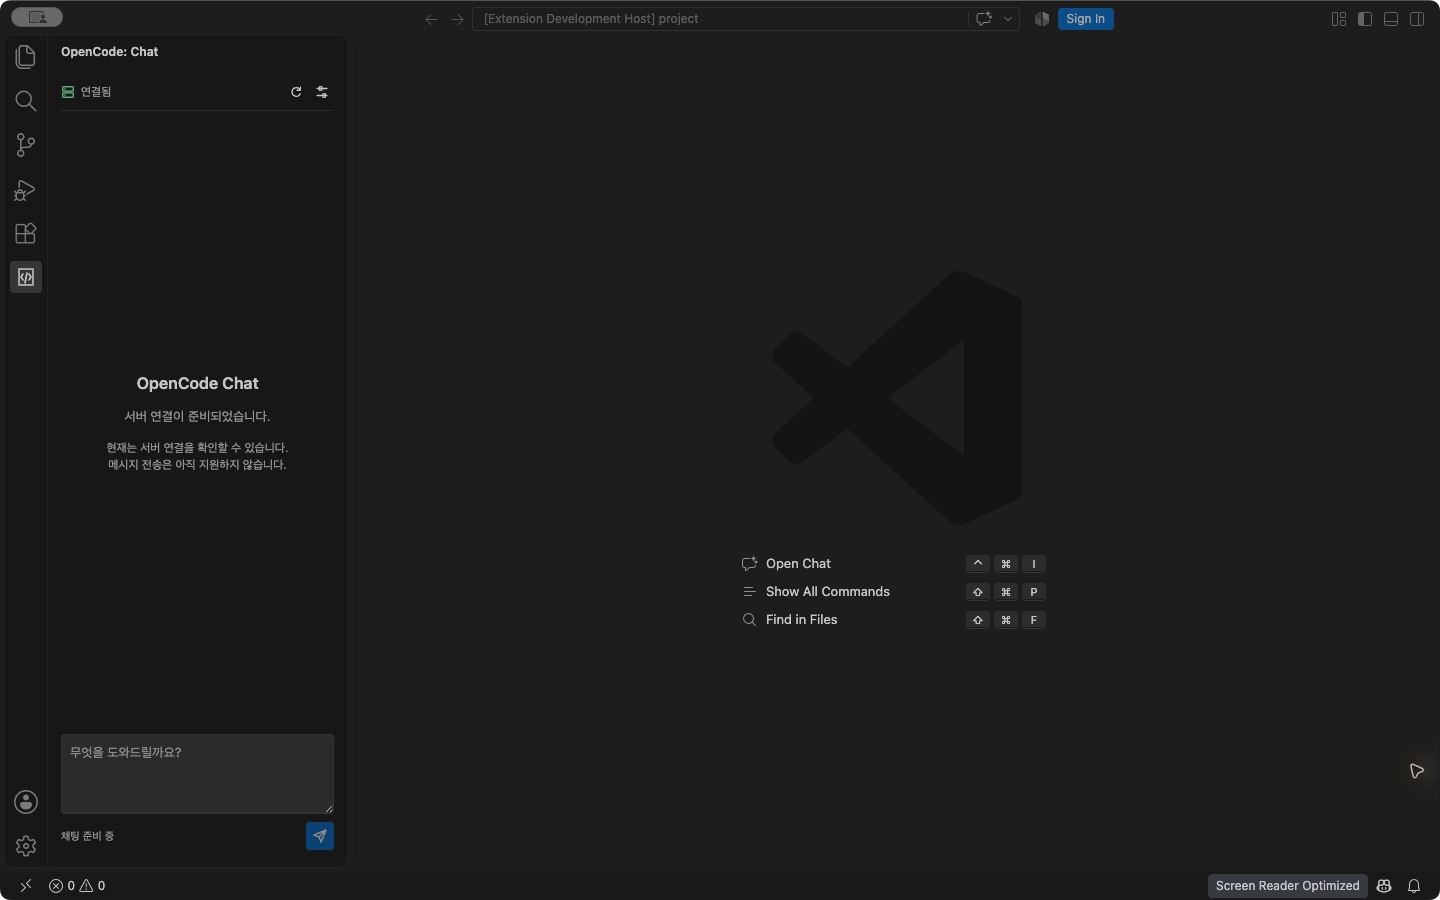 [Extension Development Host] project
Sign In
OpenCode: Chat
연결됨
OpenCode Chat
서버 연결이 준비되었습니다.
현재는 서버 연결을 확인할 수 있습니다.
메시지 전송은 아직 지원하지 않습니다.
Open Chat ^ ⌘ I
Show All Commands ⇧ ⌘ P
Find in Files ⇧ ⌘ F
무엇을 도와드릴까요?
채팅 준비 중
0 0
Screen Reader Optimized